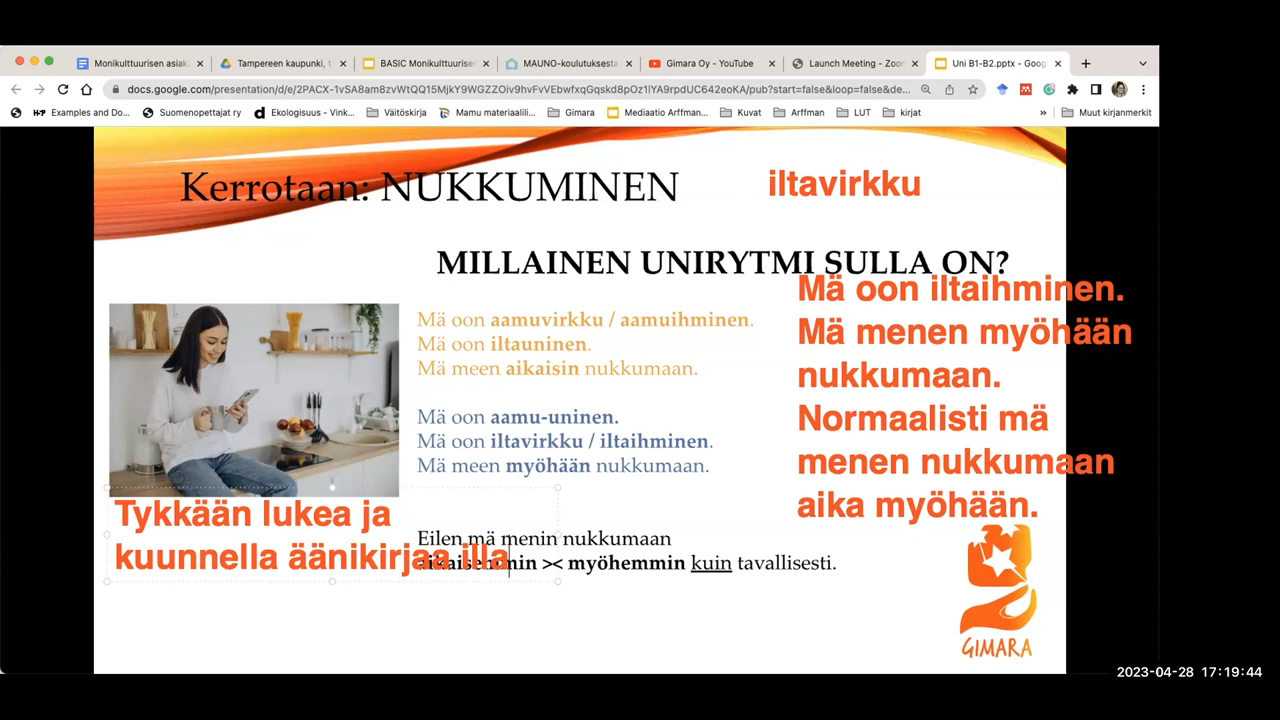 Monikulttuurisen asiak
Tampereen kaupunki, t
BASIC Monikulttuurise
MAUNO-koulutuksesta
Gimara Oy - YouTube
Launch Meeting - Zoom
Uni B1-B2.pptx - Goog
docs.google.com/presentation/d/e/2PACX-1vSA8am8zvWtQQ15MjkY9WGZZOiv9hvFvVEbwfxqGqskd8pOz1lYA9rpdUC642eoKA/pub?start=false&loop=false&de...
Examples and Do...
Suomenopettajat ry
Ekologisuus - Vink...
Väitöskirja
Mamu materiaalili...
Gimara
Mediaatio Arffman...
Kuvat
Arffman
LUT
kirjat
»
Muut kirjanmerkit
Kerrotaan: NUKKUMINEN
iltavirkku
MILLAINEN UNIRYTMI SULLA ON?
Mä oon aamuvirkku / aamuihminen.
Mä oon iltauninen.
Mä meen aikaisin nukkumaan.
Mä oon aamu-uninen.
Mä oon iltavirkku / iltaihminen.
Mä meen myöhään nukkumaan.
Mä oon iltaihminen.
Mä menen myöhään
nukkumaan.
Normaalisti mä
menen nukkumaan
aika myöhään.
Tykkään lukea ja
kuunnella äänikirjaa illa
Eilen mä menin nukkumaan
aikaisemmin >< myöhemmin kuin tavallisesti.
GIMARA
2023-04-28 17:19:44